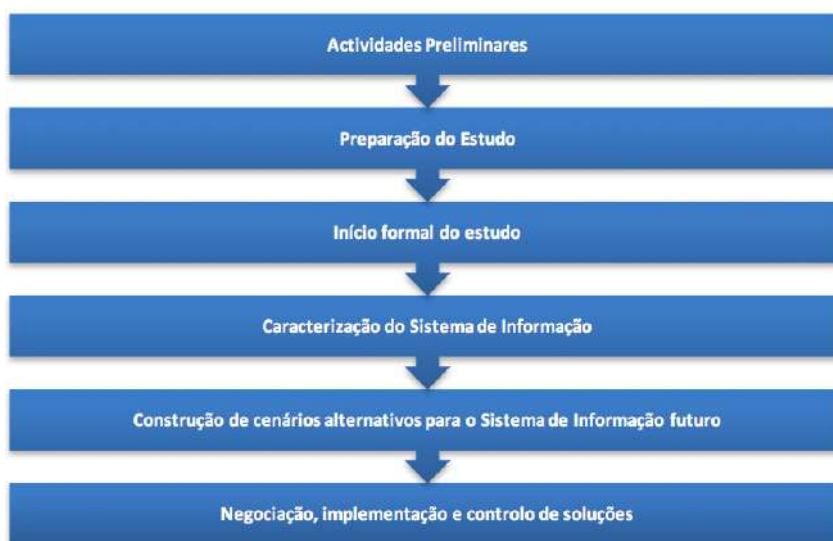 Actividades Preliminares
Preparação do Estudo
Início formal do estudo
Caracterização do Sistema de Informação
Construção de cenários alternativos para o Sistema de Informação futuro
Negociação, implementação e controlo de soluções